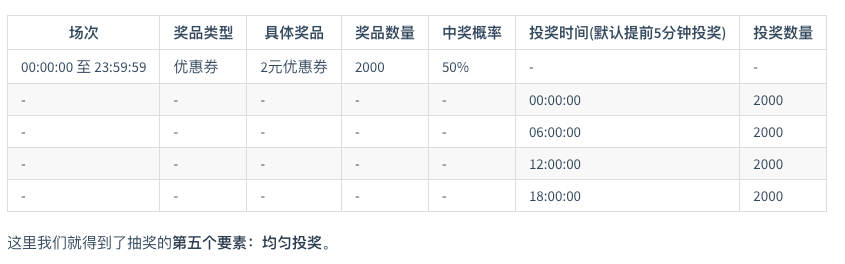 场次 奖品类型 具体奖品 奖品数量 中奖概率 投奖时间(默认提前5分钟投奖) 投奖数量
00:00:00 至 23:59:59 优惠券 2元优惠券 2000 50% - -
- - - - - 00:00:00 2000
- - - - - 06:00:00 2000
- - - - - 12:00:00 2000
- - - - - 18:00:00 2000
这里我们就得到了抽奖的第五个要素：均匀投奖。